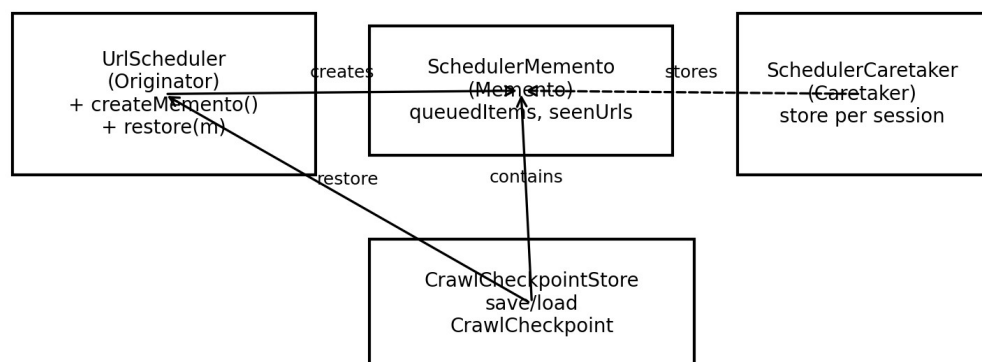 UrlScheduler
(Originator)
+ createMemento()
+ restore(m)
creates
SchedulerMemento
(Memento)
queuedItems, seenUrls
stores
SchedulerCaretaker
(Caretaker)
store per session
restore
contains
CrawlCheckpointStore
save/load
CrawlCheckpoint